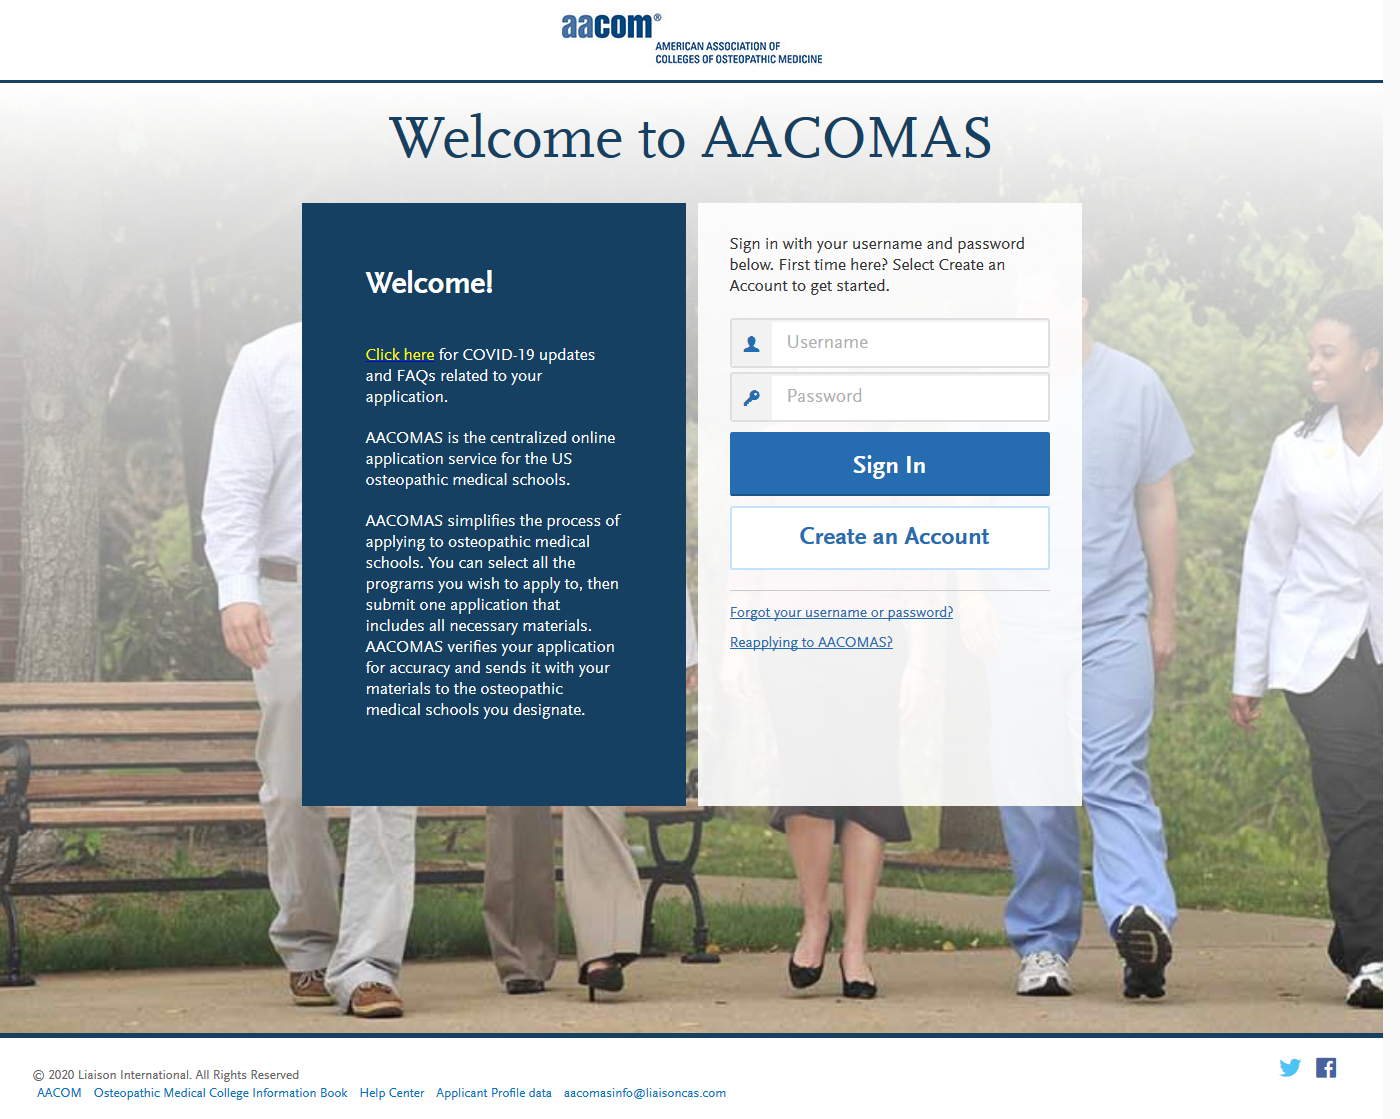 aacom®
AMERICAN ASSOCIATION OF
COLLEGES OF OSTEOPATHIC MEDICINE
Welcome to AACOMAS
Welcome!
Click here for COVID-19 updates
and FAQs related to your
application.
AACOMAS is the centralized online
application service for the US
osteopathic medical schools.
AACOMAS simplifies the process of
applying to osteopathic medical
schools. You can select all the
programs you wish to apply to, then
submit one application that
includes all necessary materials.
AACOMAS verifies your application
for accuracy and sends it with your
materials to the osteopathic
medical schools you designate.
Sign in with your username and password
below. First time here? Select Create an
Account to get started.
Username
Password
Sign In
Create an Account
Forgot your username or password?
Reapplying to AACOMAS?
© 2020 Liaison International. All Rights Reserved
AACOM Osteopathic Medical College Information Book Help Center Applicant Profile data aacomasinfo@liaisoncas.com